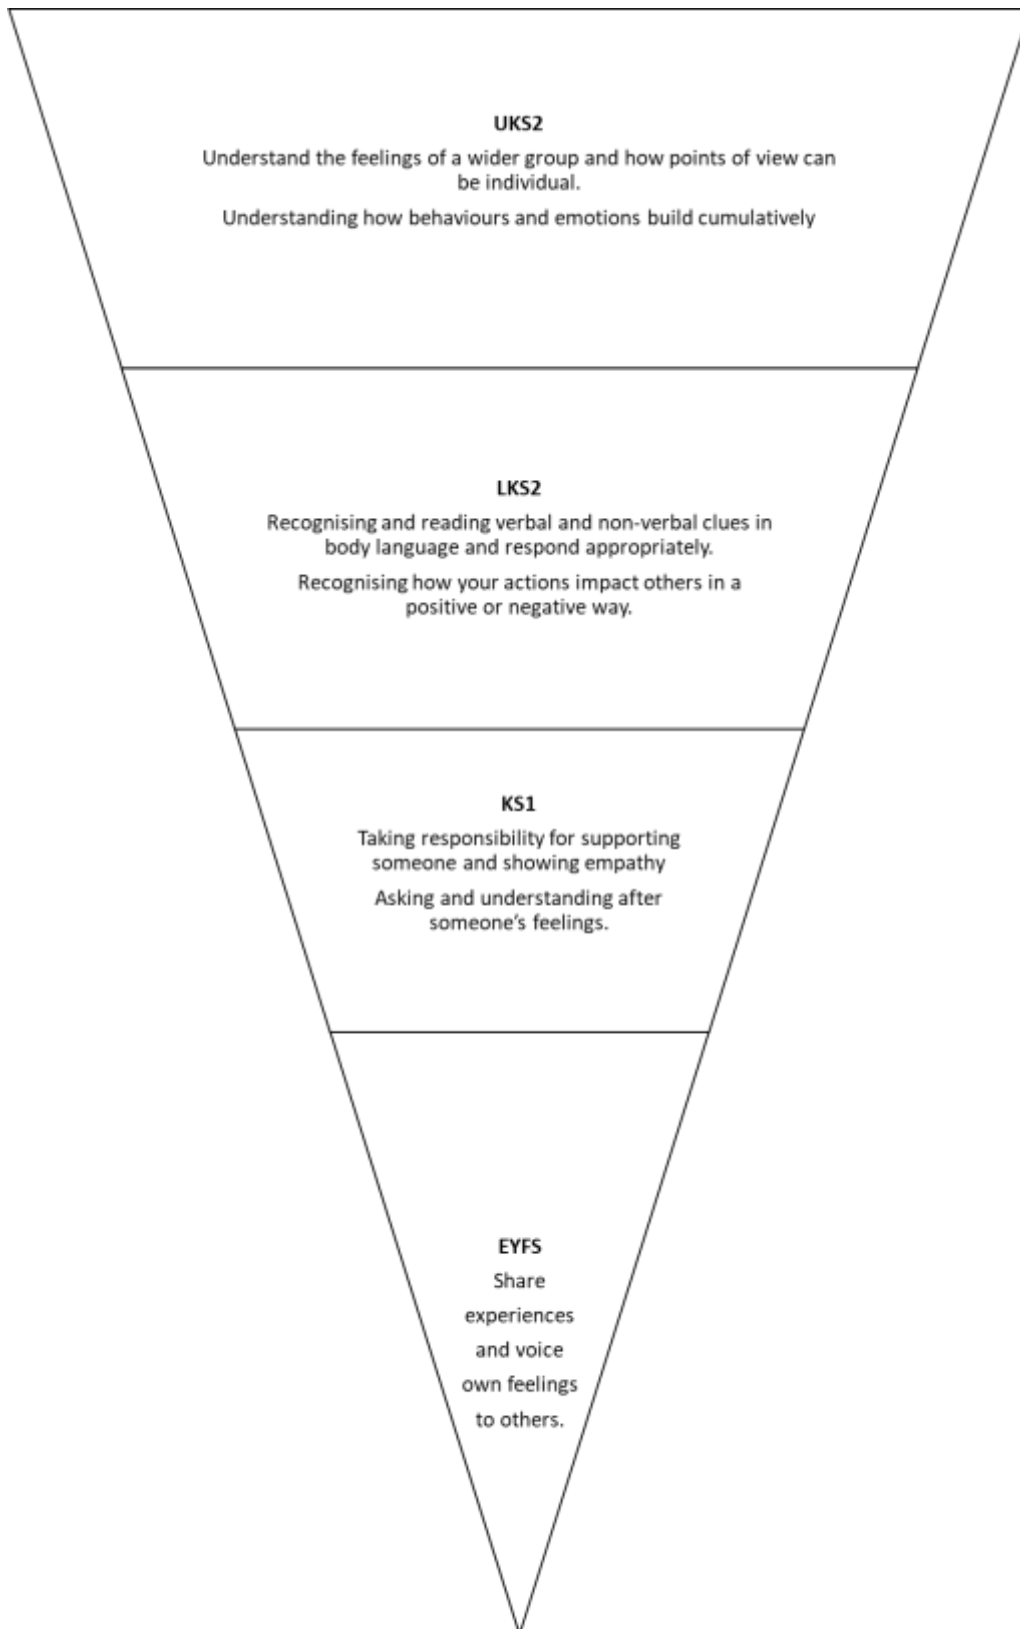 UKS2
Understand the feelings of a wider group and how points of view can
be individual.
Understanding how behaviours and emotions build cumulatively
LKS2
Recognising and reading verbal and non-verbal clues in
body language and respond appropriately.
Recognising how your actions impact others in a
positive or negative way.
KS1
Taking responsibility for supporting
someone and showing empathy
Asking and understanding after
someone’s feelings.
EYFS
Share
experiences
and voice
own feelings
to others.